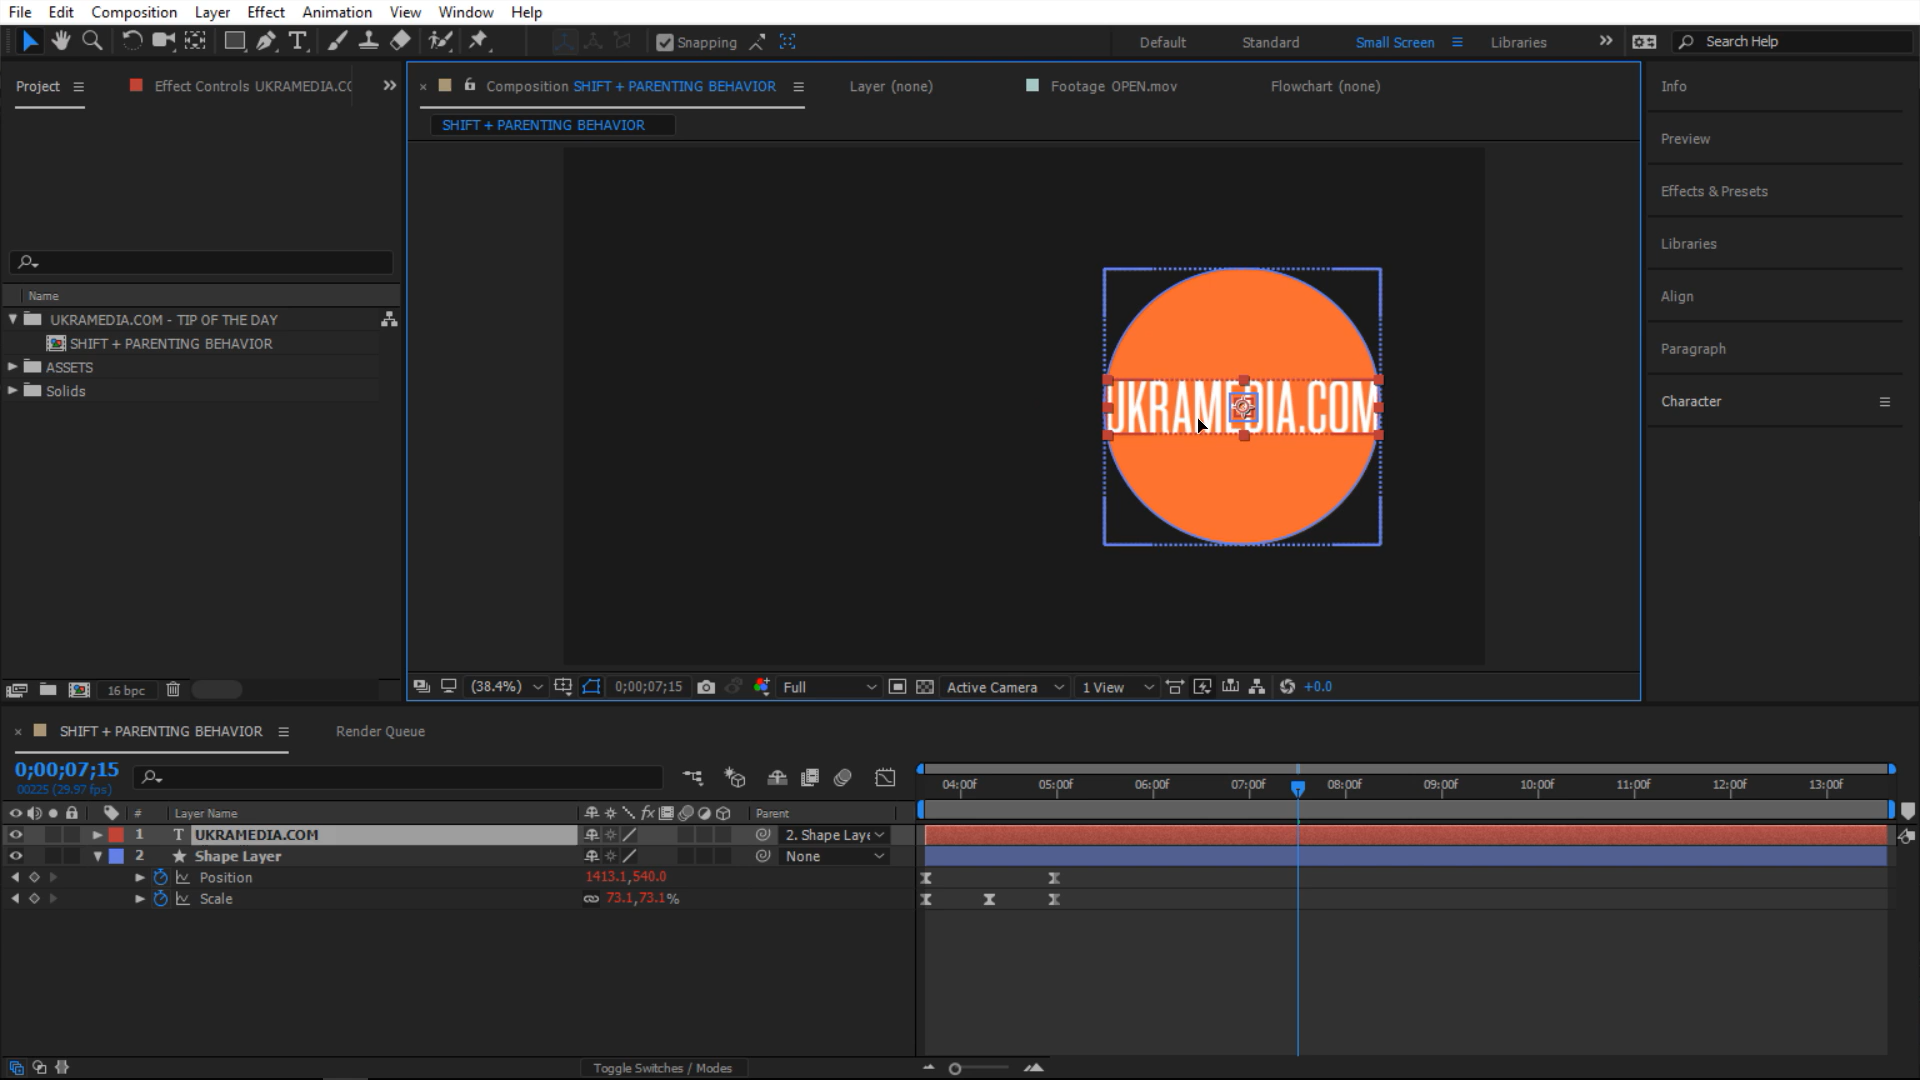 File Edit Composition Layer Effect Animation View Window Help
Snapping Default Standard Small Screen Libraries Search Help
Project Effect Controls UKRAMEDIA.CO
Composition SHIFT + PARENTING BEHAVIOR Layer (none) Footage OPEN.mov Flowchart (none)
SHIFT + PARENTING BEHAVIOR
Info
Preview
Effects & Presets
Libraries
Align
Paragraph
Character
Name
UKRAMEDIA.COM - TIP OF THE DAY
SHIFT + PARENTING BEHAVIOR
ASSETS
Solids
UKRAMEDIA.COM
16 bpc
(38.4%) 0;00;07;15 Full Active Camera 1 View +0.0
SHIFT + PARENTING BEHAVIOR Render Queue
0;00;07;15
00225 (29.97 fps)
04:00f 05:00f 06:00f 07:00f 08:00f 09:00f 10:00f 11:00f 12:00f 13:00f
# Layer Name fx Parent
1 T UKRAMEDIA.COM 2. Shape Laye
2 Shape Layer None
Position 1413.1,540.0
Scale 73.1,73.1%
Toggle Switches / Modes